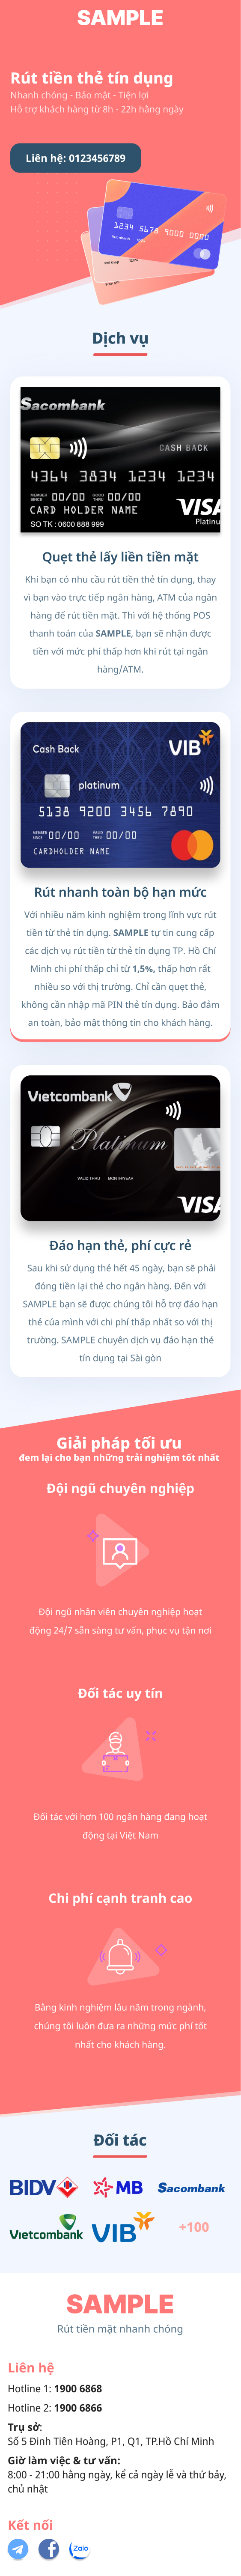 SAMPLE
Rút tiền thẻ tín dụng
Nhanh chóng - Bảo mật - Tiện lợi
Hỗ trợ khách hàng từ 8h - 22h hằng ngày
Liên hệ: 0123456789
1234 5678 9000 0000
Dịch vụ
Sacombank
CASH BACK
4364 3834 1234 1234
MEMBER SINCE 00/00 GOOD THRU 00/00
CARD HOLDER NAME
SO TK : 0600 888 999
VISA
Platinum
Quẹt thẻ lấy liền tiền mặt
Khi bạn có nhu cầu rút tiền thẻ tín dụng, thay
vì bạn vào trực tiếp ngân hàng, ATM của ngân
hàng để rút tiền mặt. Thì với hệ thống POS
thanh toán của SAMPLE, bạn sẽ nhận được
tiền với mức phí thấp hơn khi rút tại ngân
hàng/ATM.
Cash Back
VIB
platinum
5138 9200 3456 7890
MEMBER SINCE 00/00 VALID THRU 00/00
CARDHOLDER NAME
Rút nhanh toàn bộ hạn mức
Với nhiều năm kinh nghiệm trong lĩnh vực rút
tiền từ thẻ tín dụng. SAMPLE tự tin cung cấp
các dịch vụ rút tiền từ thẻ tín dụng TP. Hồ Chí
Minh chi phí thấp chỉ từ 1,5%, thấp hơn rất
nhiều so với thị trường. Chỉ cần quẹt thẻ,
không cần nhập mã PIN thẻ tín dụng. Bảo đảm
an toàn, bảo mật thông tin cho khách hàng.
Vietcombank
Platinum
VALID THRU MONTH/YEAR
VISA
Đáo hạn thẻ, phí cực rẻ
Sau khi sử dụng thẻ hết 45 ngày, bạn sẽ phải
đóng tiền lại thẻ cho ngân hàng. Đến với
SAMPLE bạn sẽ được chúng tôi hỗ trợ đáo hạn
thẻ của mình với chi phí thấp nhất so với thị
trường. SAMPLE chuyên dịch vụ đáo hạn thẻ
tín dụng tại Sài gòn
Giải pháp tối ưu
đem lại cho bạn những trải nghiệm tốt nhất
Đội ngũ chuyên nghiệp
Đội ngũ nhân viên chuyên nghiệp hoạt
động 24/7 sẵn sàng tư vấn, phục vụ tận nơi
Đối tác uy tín
Đối tác với hơn 100 ngân hàng đang hoạt
động tại Việt Nam
Chi phí cạnh tranh cao
Bằng kinh nghiệm lâu năm trong ngành,
chúng tôi luôn đưa ra những mức phí tốt
nhất cho khách hàng.
Đối tác
BIDV MB Sacombank
Vietcombank VIB +100
SAMPLE
Rút tiền mặt nhanh chóng
Liên hệ
Hotline 1: 1900 6868
Hotline 2: 1900 6866
Trụ sở:
Số 5 Đinh Tiên Hoàng, P1, Q1, TP.Hồ Chí Minh
Giờ làm việc & tư vấn:
8:00 - 21:00 hằng ngày, kể cả ngày lễ và thứ bảy,
chủ nhật
Kết nối
Zalo